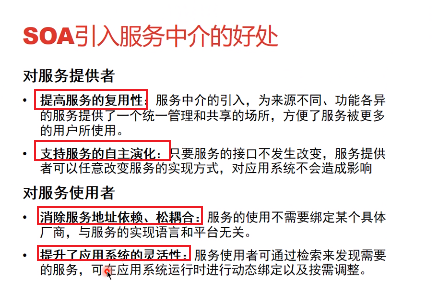 SOA引入服务中介的好处
对服务提供者
• 提高服务的复用性：服务中介的引入，为来源不同、功能各异
的服务提供了一个统一管理和共享的场所，方便了服务被更多
的用户所使用。
• 支持服务的自主演化：只要服务的接口不发生改变，服务提供
者可以任意改变服务的实现方式，对应用系统不会造成影响
对服务使用者
• 消除服务地址依赖、松耦合：服务的使用不需要绑定某个具体
厂商，与服务的实现语言和平台无关。
• 提升了应用系统的灵活性：服务使用者可通过检索来发现需要
的服务，可在应用系统运行时进行动态绑定以及按需调整。